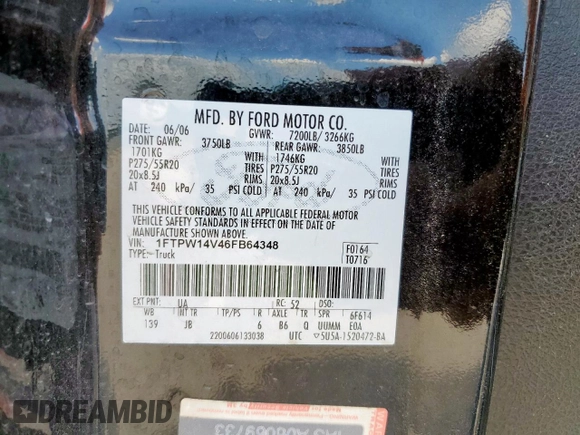 MFD. BY FORD MOTOR CO.
06/06 GVWR: 7200LB/ 3266KG
FRONT GAWR: 3750LB REAR GAWR: 3850LB
1701KG WITH 1746KG WITH
P275/55R20 TIRES P275/55R20 TIRES
20x8.5J RIMS 20x8.5J RIMS
AT 240 kPa/ 35 PSI COLD AT 240 kPa/ 35 PSI COLD
THIS VEHICLE CONFORMS TO ALL APPLICABLE FEDERAL MOTOR
VEHICLE SAFETY STANDARDS IN EFFECT ON THE DATE OF
MANUFACTURE SHOWN ABOVE.
VIN: 1FTPW14V46FB64348
TYPE: Truck
F0164
T0716
EXT PNT: UA RC: 52 DSO:
WB INT TR TP/PS R AXLE TR SPR 6F614
139 JB 6 B6 Q UUMM E0A
2200606133038 UTC ▽5U5A-1520472-BA
© AutoBidCar